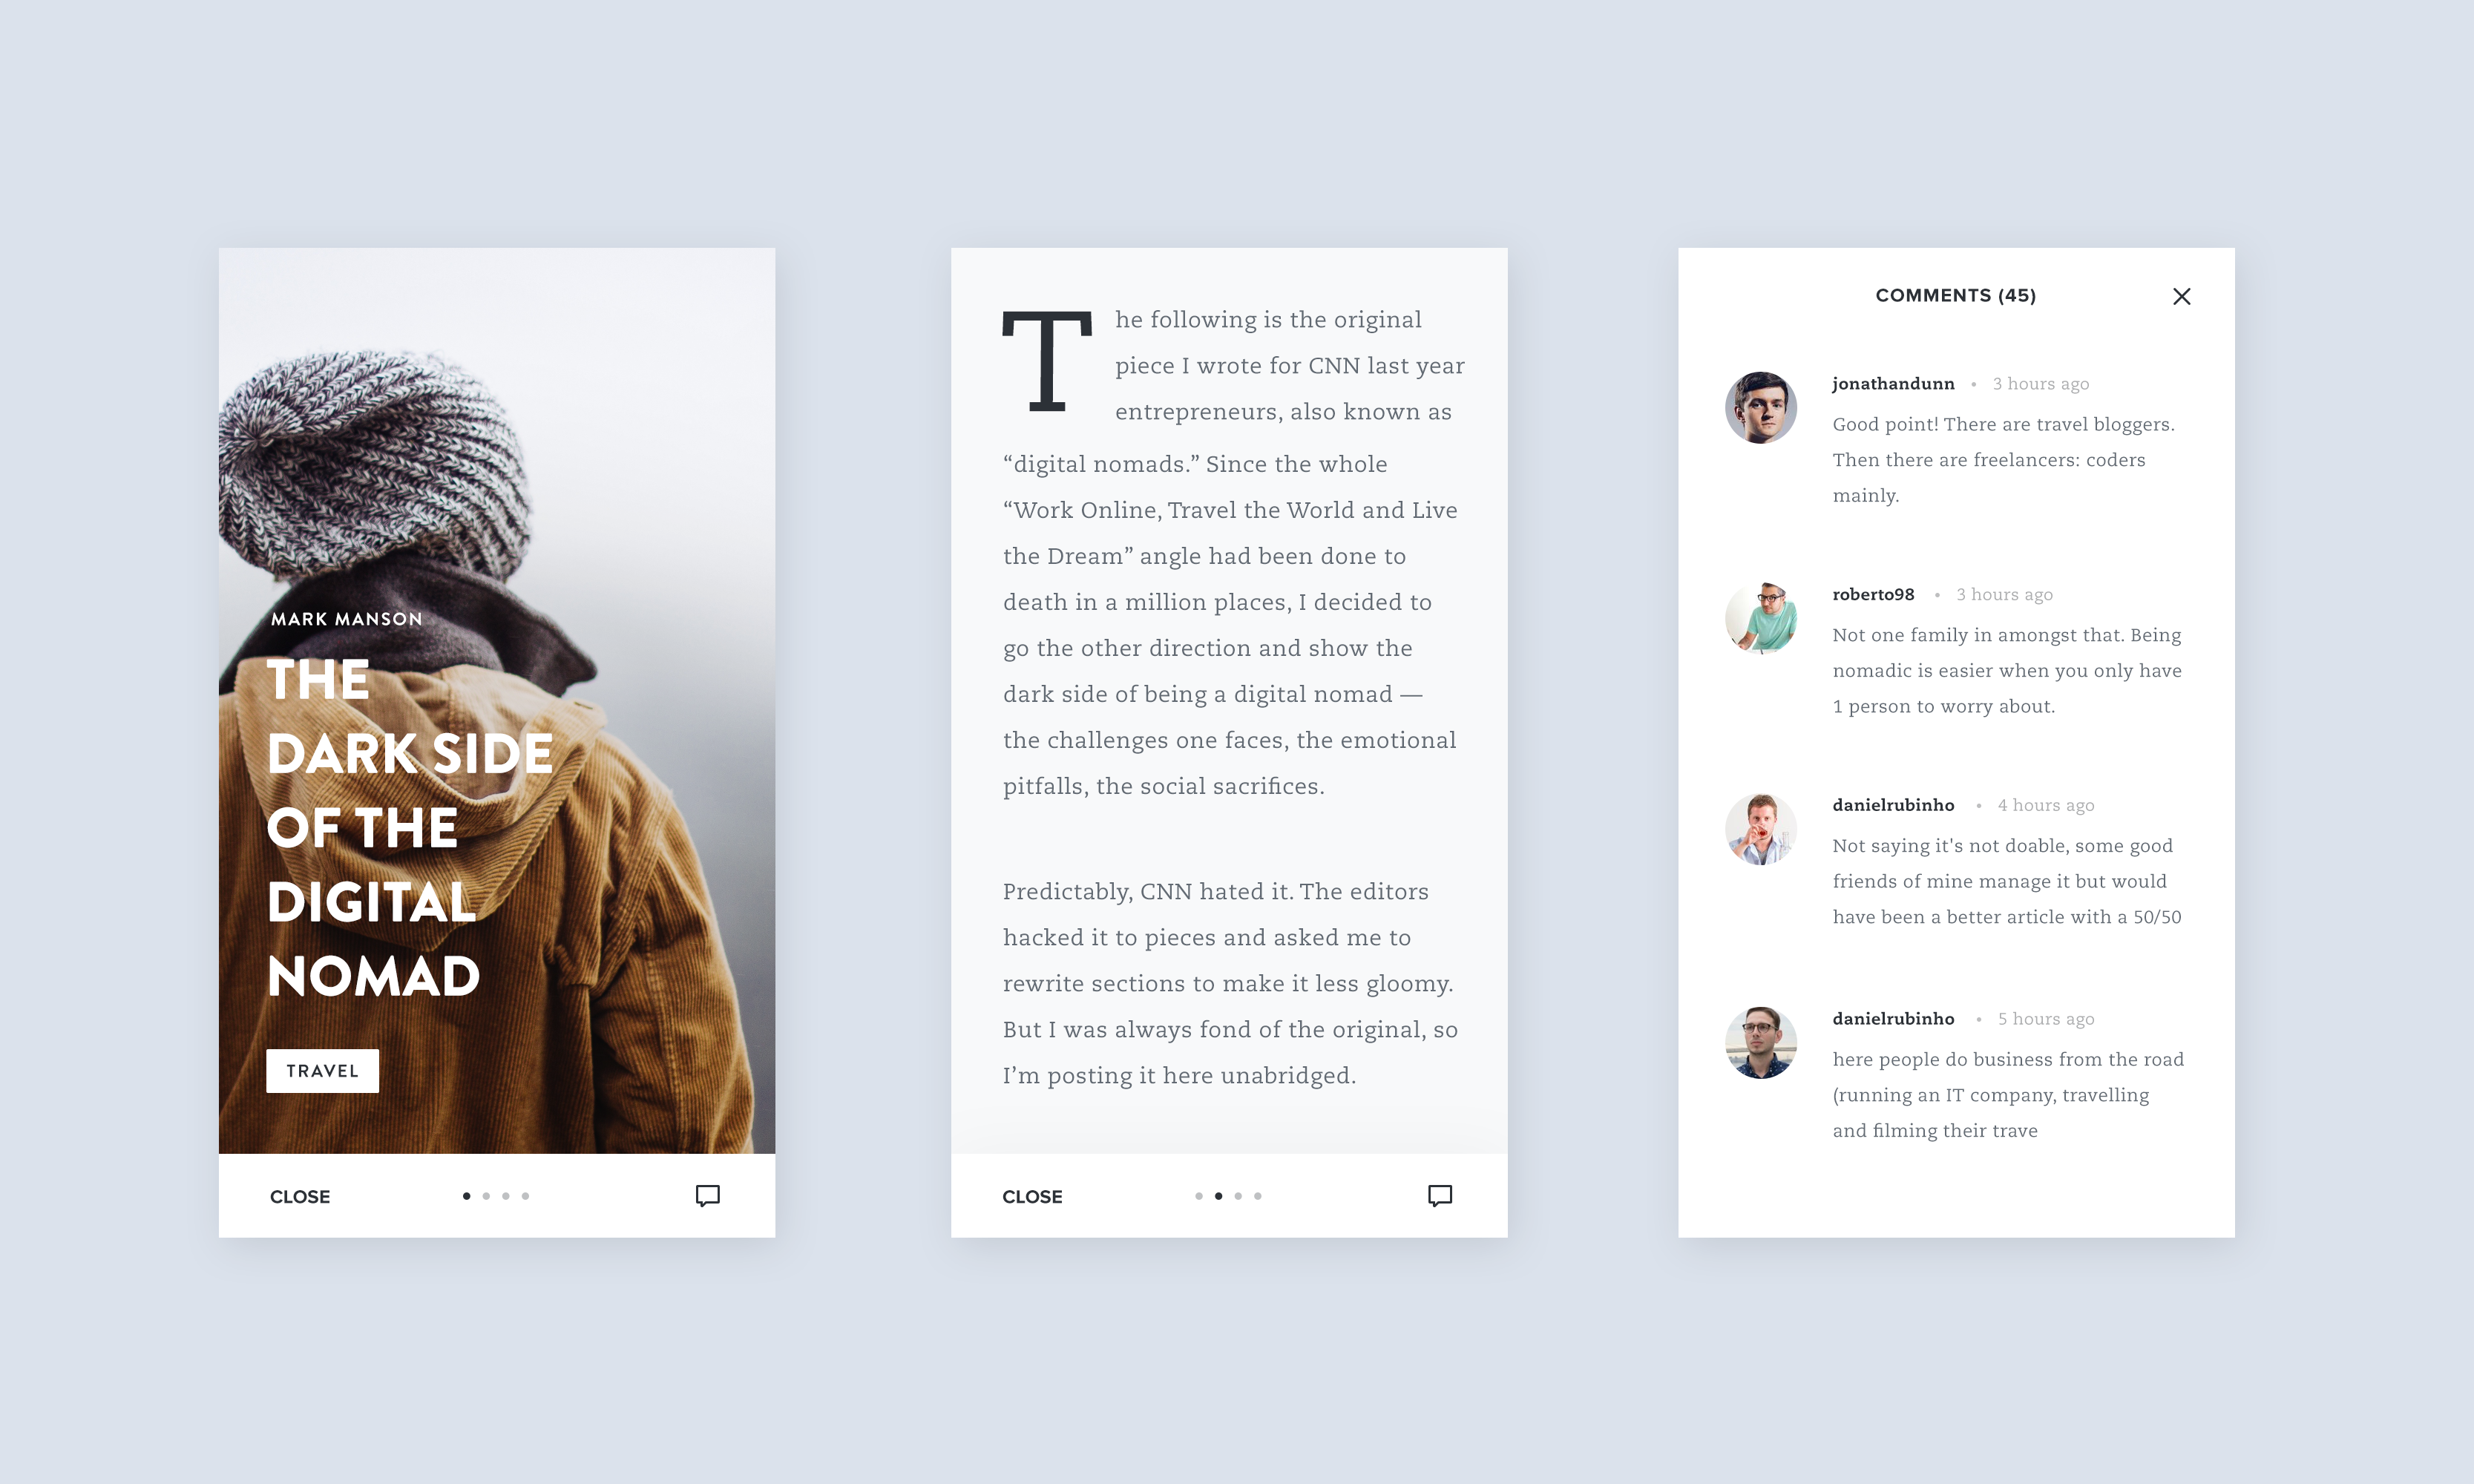 MARK MANSON
THE
DARK SIDE
OF THE
DIGITAL
NOMAD
TRAVEL
CLOSE
The following is the original
piece I wrote for CNN last year
entrepreneurs, also known as
“digital nomads.” Since the whole
“Work Online, Travel the World and Live
the Dream” angle had been done to
death in a million places, I decided to
go the other direction and show the
dark side of being a digital nomad —
the challenges one faces, the emotional
pitfalls, the social sacrifices.
Predictably, CNN hated it. The editors
hacked it to pieces and asked me to
rewrite sections to make it less gloomy.
But I was always fond of the original, so
I’m posting it here unabridged.
CLOSE
COMMENTS (45)
jonathandunn • 3 hours ago
Good point! There are travel bloggers.
Then there are freelancers: coders
mainly.
roberto98 • 3 hours ago
Not one family in amongst that. Being
nomadic is easier when you only have
1 person to worry about.
danielrubinho • 4 hours ago
Not saying it's not doable, some good
friends of mine manage it but would
have been a better article with a 50/50
danielrubinho • 5 hours ago
here people do business from the road
(running an IT company, travelling
and filming their trave